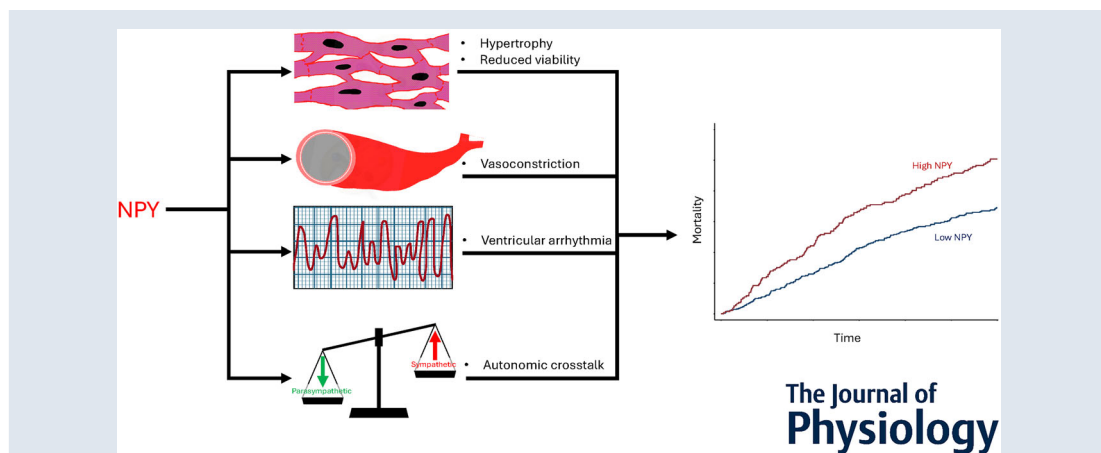 • Hypertrophy
• Reduced viability
NPY
• Vasoconstriction
• Ventricular arrhythmia
Parasympathetic
Sympathetic
• Autonomic crosstalk
Mortality
High NPY
Low NPY
Time
The Journal of
Physiology